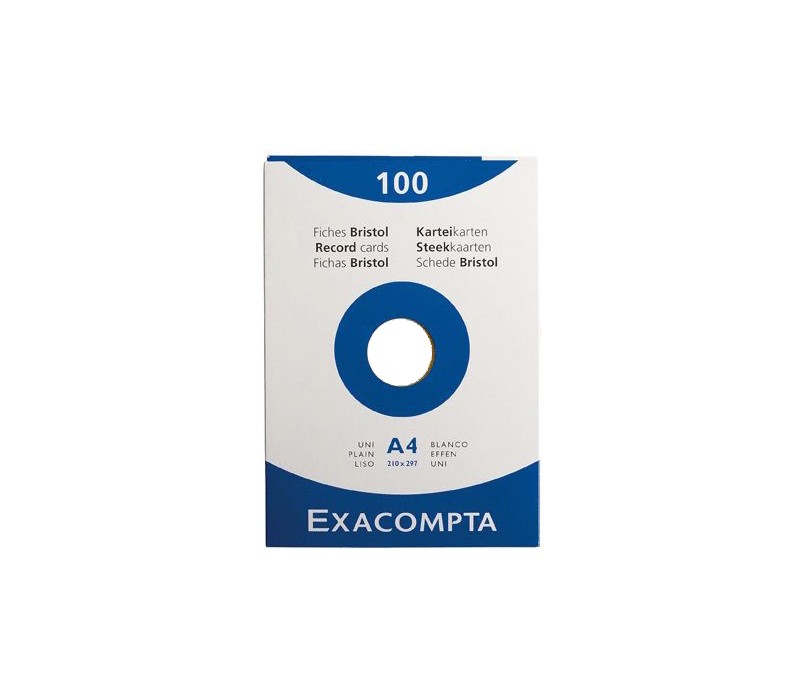 100
Fiches Bristol
Record cards
Fichas Bristol
Karteikarten
Steekkaarten
Schede Bristol
UNI
PLAIN
LISO
A4
210 x 297
BLANCO
EFFEN
UNI
EXACOMPTA